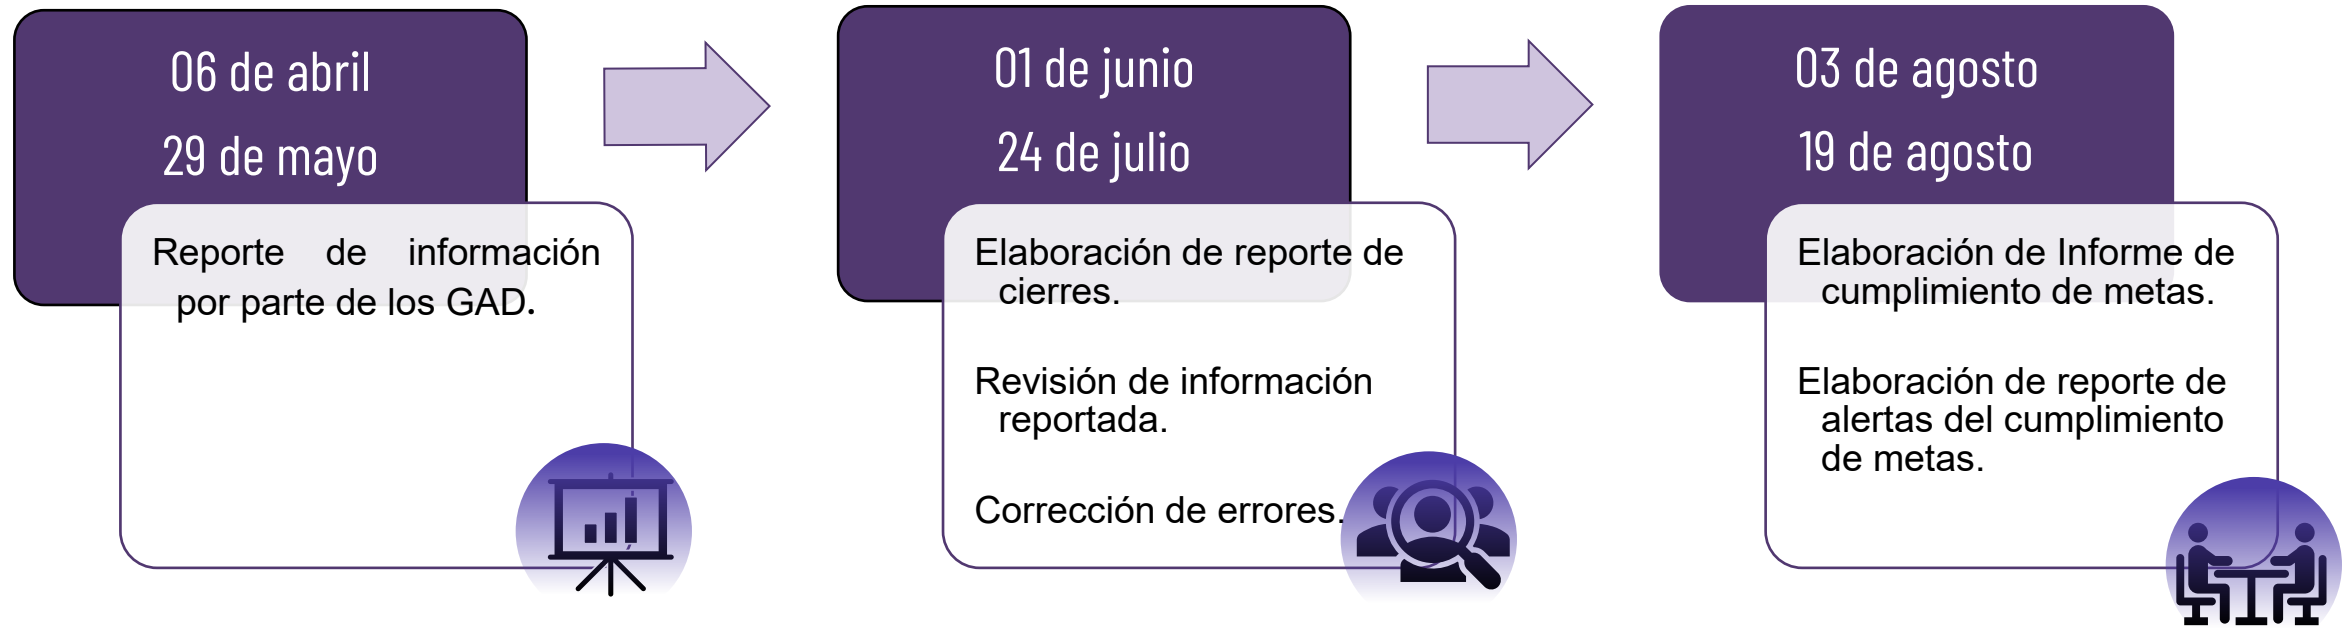 06 de abril
29 de mayo
Reporte de información
por parte de los GAD.
01 de junio
24 de julio
Elaboración de reporte de
cierres.
Revisión de información
reportada.
Corrección de errores.
03 de agosto
19 de agosto
Elaboración de Informe de
cumplimiento de metas.
Elaboración de reporte de
alertas del cumplimiento
de metas.